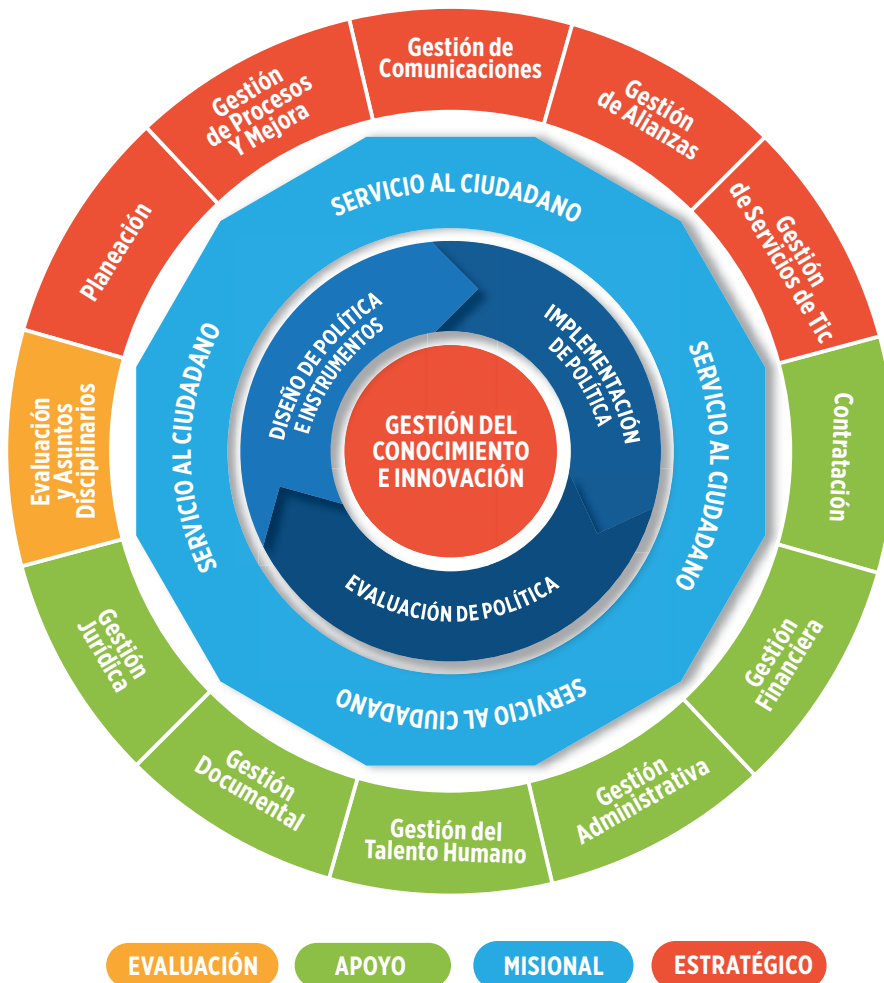 Gestión de
Comunicaciones
Gestión
de Alianzas
Gestión
de Servicios de Tic
Contratación
Gestión
Financiera
Gestión
Administrativa
Gestión del
Talento Humano
Gestión
Documental
Gestión
Jurídica
Evaluación
y Asuntos
Disciplinarios
Planeación
Gestión
de Procesos
Y Mejora
SERVICIO AL CIUDADANO
SERVICIO AL CIUDADANO
SERVICIO AL CIUDADANO
SERVICIO AL CIUDADANO
DISEÑO DE POLÍTICA
E INSTRUMENTOS
IMPLEMENTACIÓN
DE POLÍTICA
EVALUACIÓN DE POLÍTICA
GESTIÓN DEL
CONOCIMIENTO
E INNOVACIÓN
EVALUACIÓN
APOYO
MISIONAL
ESTRATÉGICO